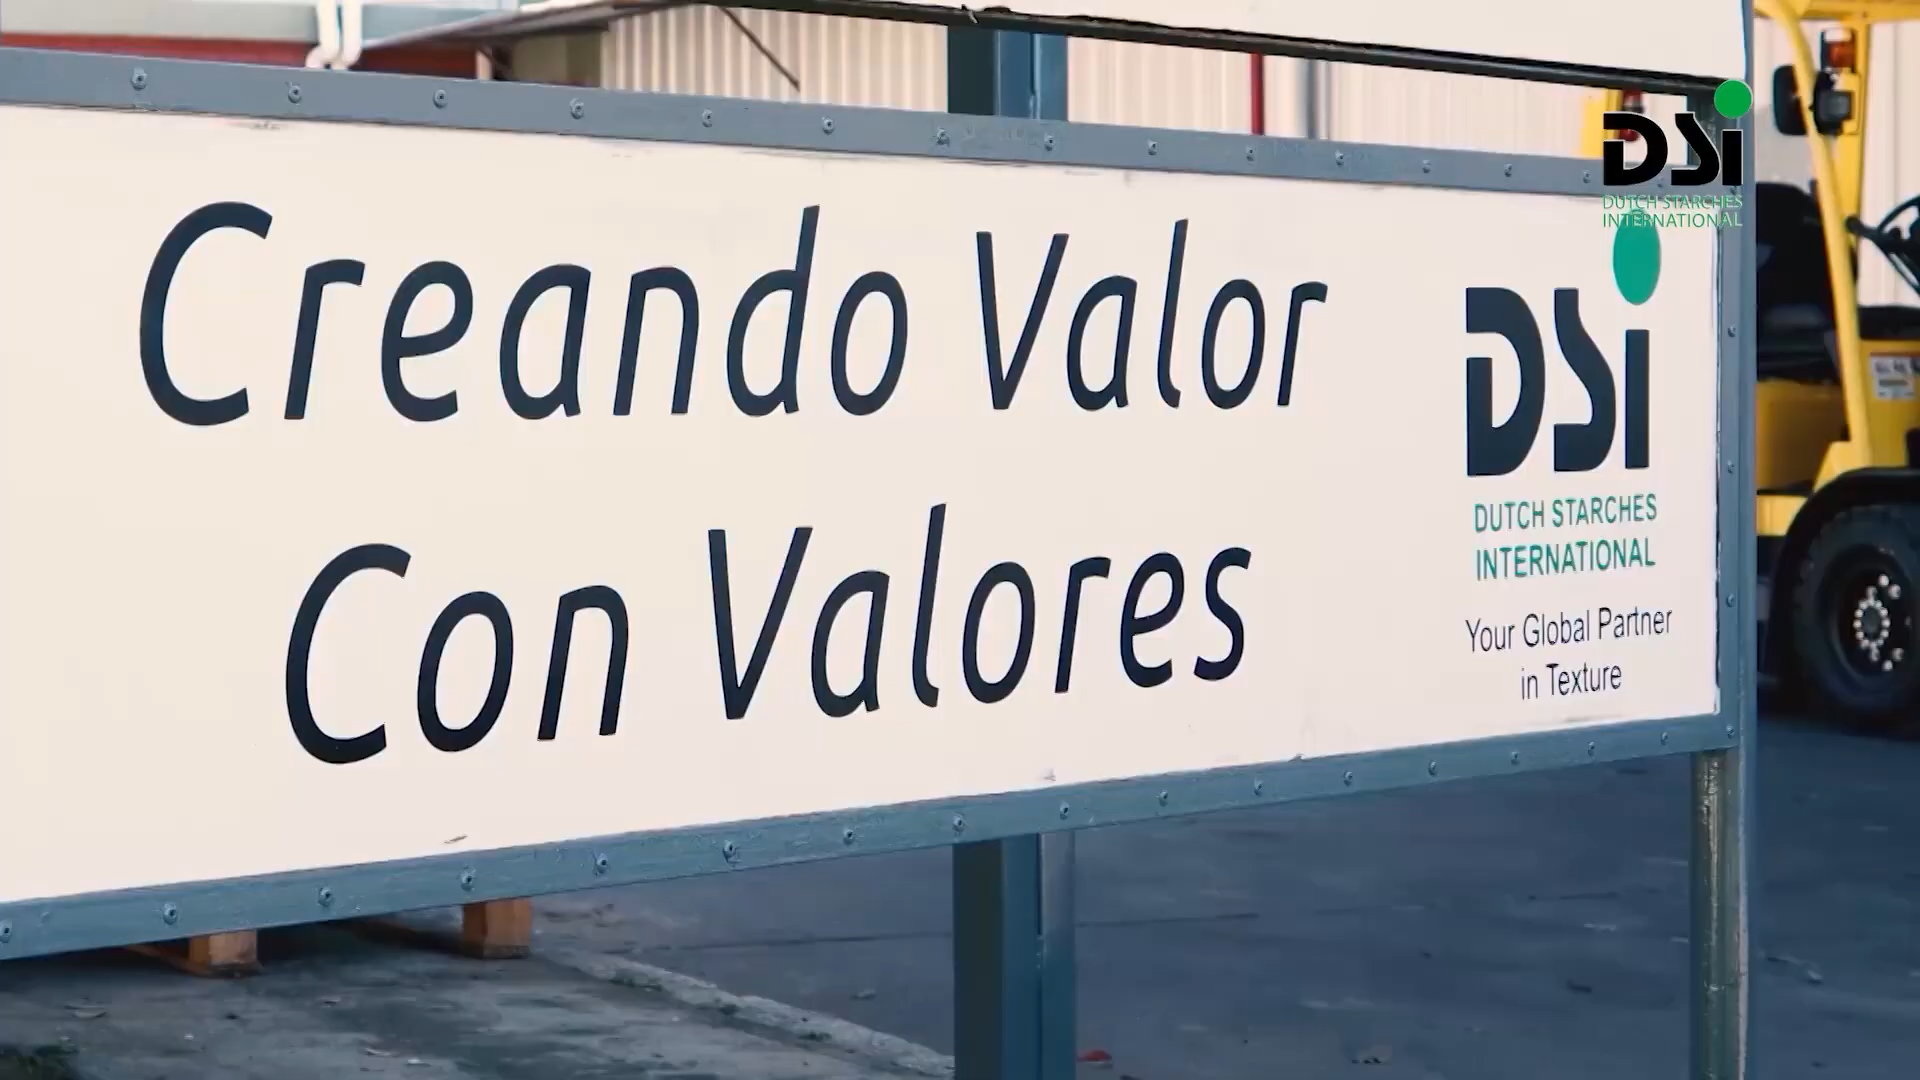 Creando Valor
Con Valores
DSi
DUTCH STARCHES
INTERNATIONAL
Your Global Partner
in Texture
DSi
DUTCH STARCHES
INTERNATIONAL